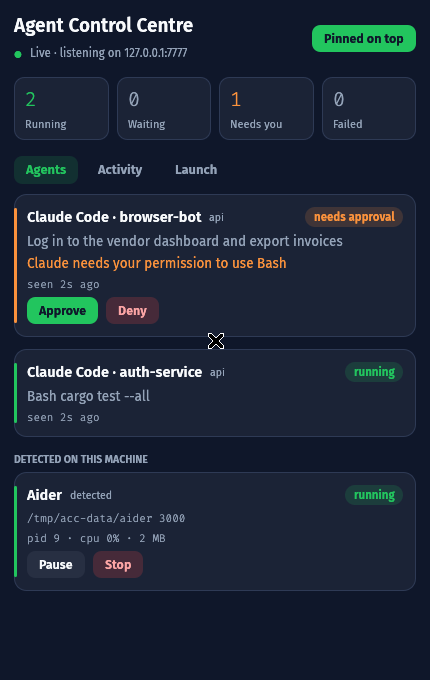 Agent Control Centre
Live · listening on 127.0.0.1:7777
Pinned on top
2
Running
0
Waiting
1
Needs you
0
Failed
Agents
Activity
Launch
Claude Code · browser-bot api needs approval
Log in to the vendor dashboard and export invoices
Claude needs your permission to use Bash
seen 2s ago
Approve
Deny
Claude Code · auth-service api running
Bash cargo test --all
seen 2s ago
DETECTED ON THIS MACHINE
Aider detected running
/tmp/acc-data/aider 3000
pid 9 · cpu 0% · 2 MB
Pause
Stop